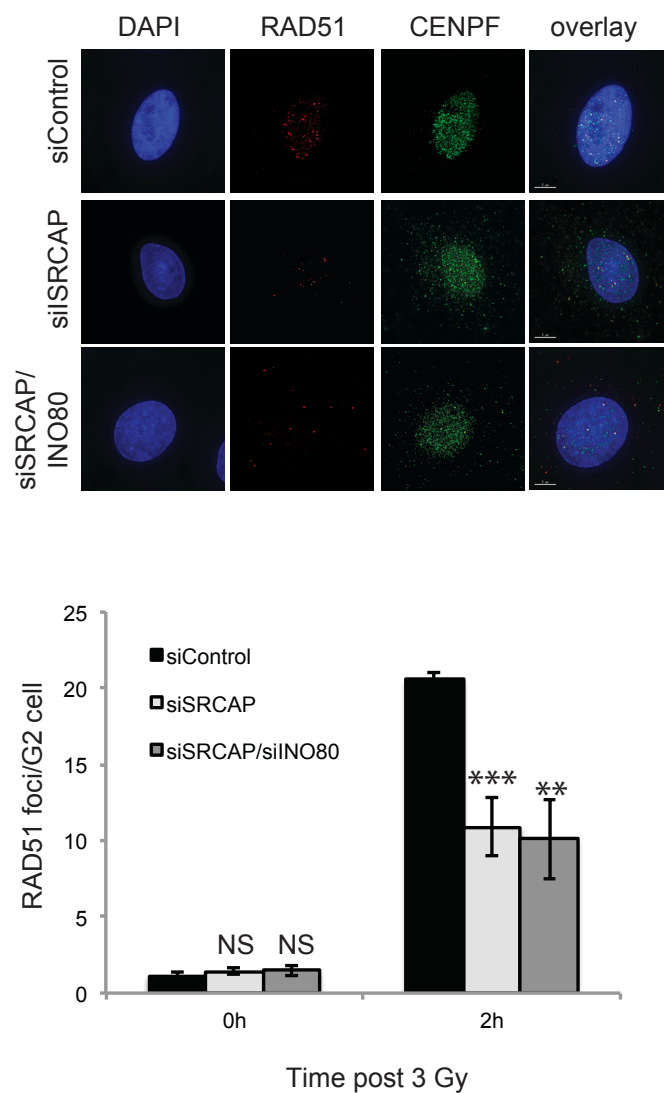 DAPI RAD51 CENPF overlay
siControl
silSRCAP
siSRCAP/
INO80
25
20
15
10
5
0
RAD51 foci/G2 cell
siControl
siSRCAP
siSRCAP/siINO80
NS NS
*** **
0h 2h
Time post 3 Gy